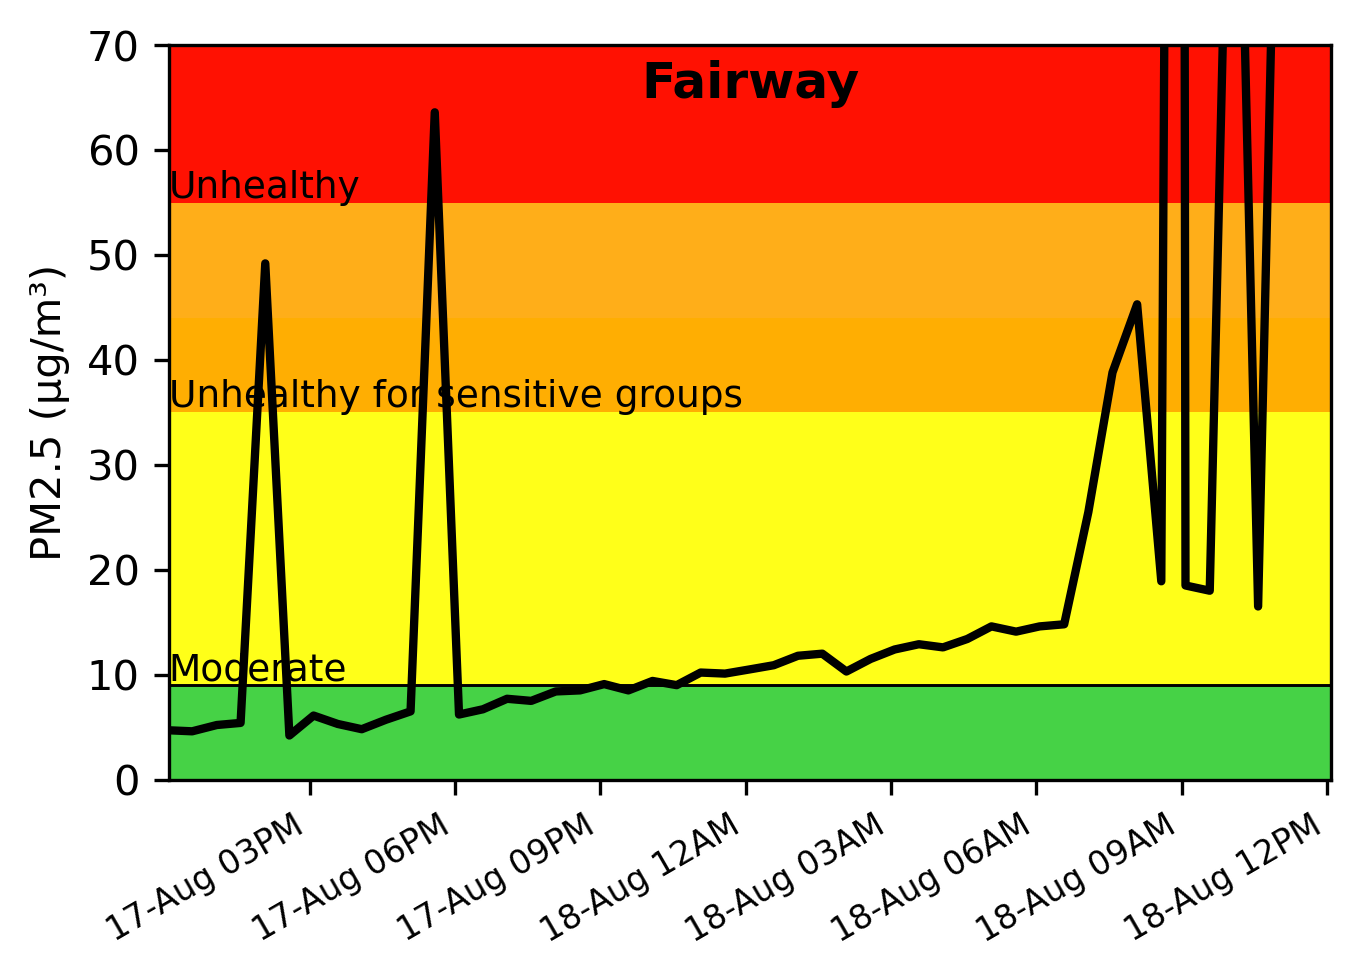 Fairway
70
60
50
40
30
20
10
0
PM2.5 (µg/m³)
Unhealthy
Unhealthy for sensitive groups
Moderate
17-Aug 03PM
17-Aug 06PM
17-Aug 09PM
18-Aug 12AM
18-Aug 03AM
18-Aug 06AM
18-Aug 09AM
18-Aug 12PM